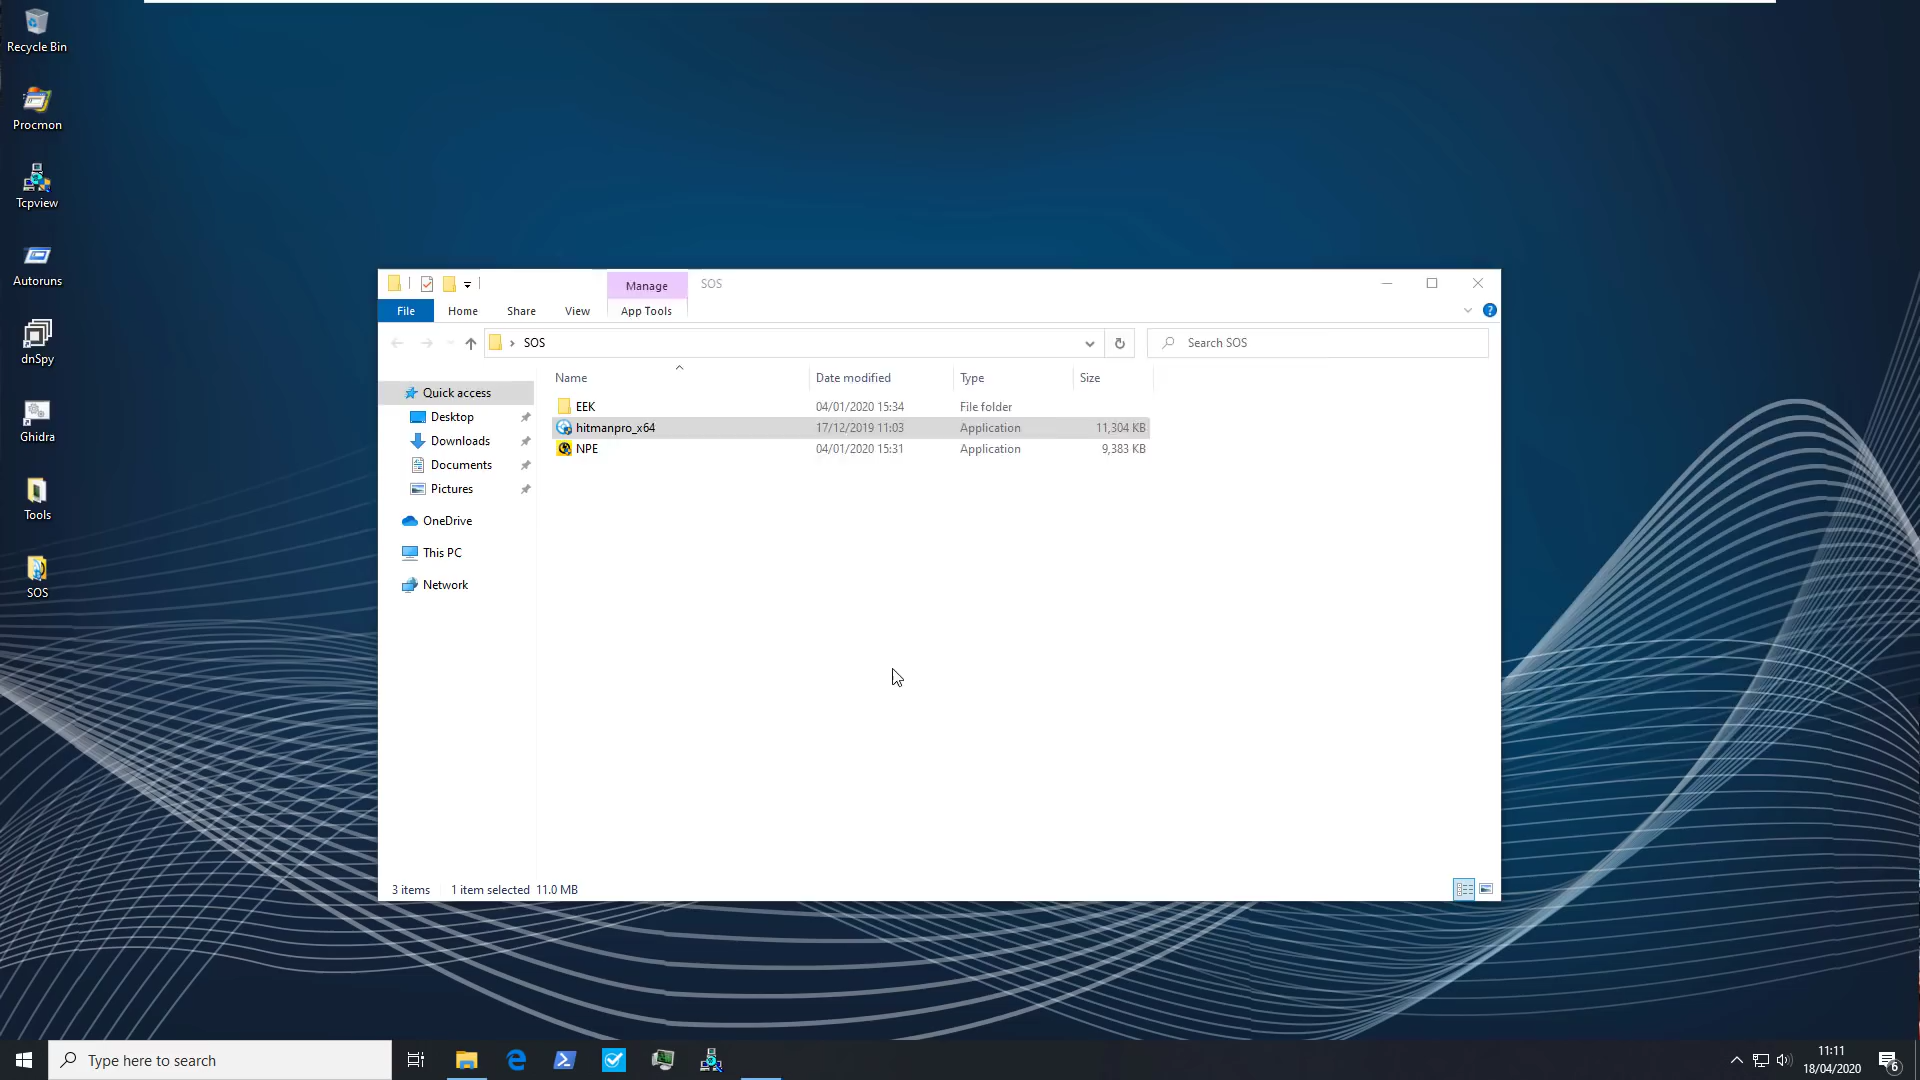 Recycle Bin
Procmon
Tcpview
Autoruns
dnSpy
Ghidra
Tools
SOS
Manage
SOS
File
Home
Share
View
App Tools
SOS
Search SOS
Name
Date modified
Type
Size
Quick access
Desktop
Downloads
Documents
Pictures
OneDrive
This PC
Network
EEK 04/01/2020 15:34 File folder
hitmanpro_x64 17/12/2019 11:03 Application 11,304 KB
NPE 04/01/2020 15:31 Application 9,383 KB
3 items 1 item selected 11.0 MB
Type here to search
11:11
18/04/2020
6